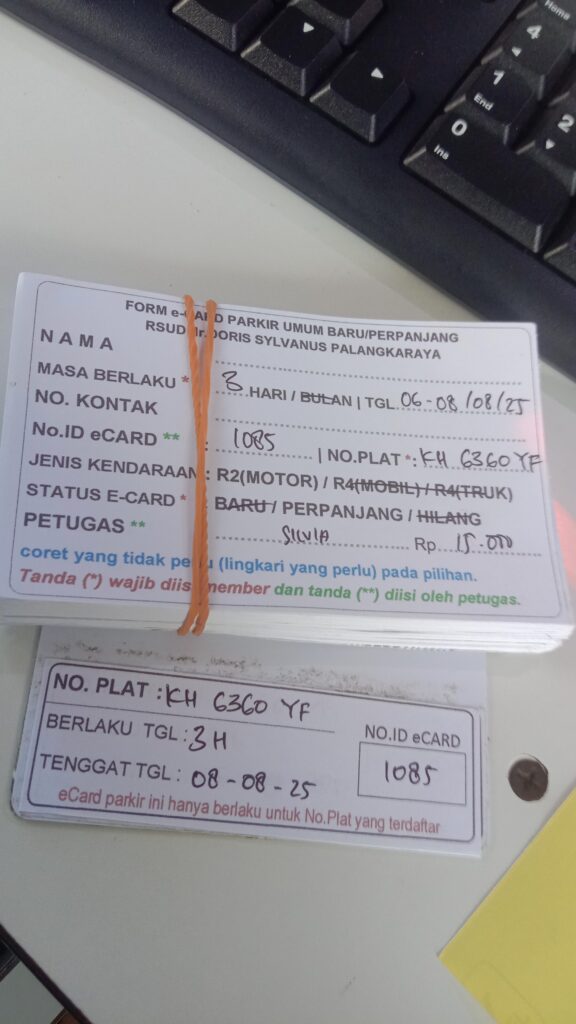 Home
4
1
End
2
0
Ins
FORM e-CARD PARKIR UMUM BARU/PERPANJANG
RSUD DORIS SYLVANUS PALANGKARAYA
NAMA
MASA BERLAKU * 3 HARI / BULAN | TGL 06-08/08/25
NO. KONTAK
No.ID eCARD ** : 1085 | NO.PLAT *: KH 6360 YF
JENIS KENDARAAN : R2(MOTOR) / R4(MOBIL) / R4(TRUK)
STATUS E-CARD * : BARU / PERPANJANG / HILANG
PETUGAS ** SILVIA Rp 15.000
coret yang tidak perlu (lingkari yang perlu) pada pilihan.
Tanda (*) wajib diisi member dan tanda (**) diisi oleh petugas.
NO. PLAT : KH 6360 YF
BERLAKU TGL : 3 H
NO.ID eCARD
1085
TENGGAT TGL : 08-08-25
eCard parkir ini hanya berlaku untuk No.Plat yang terdaftar